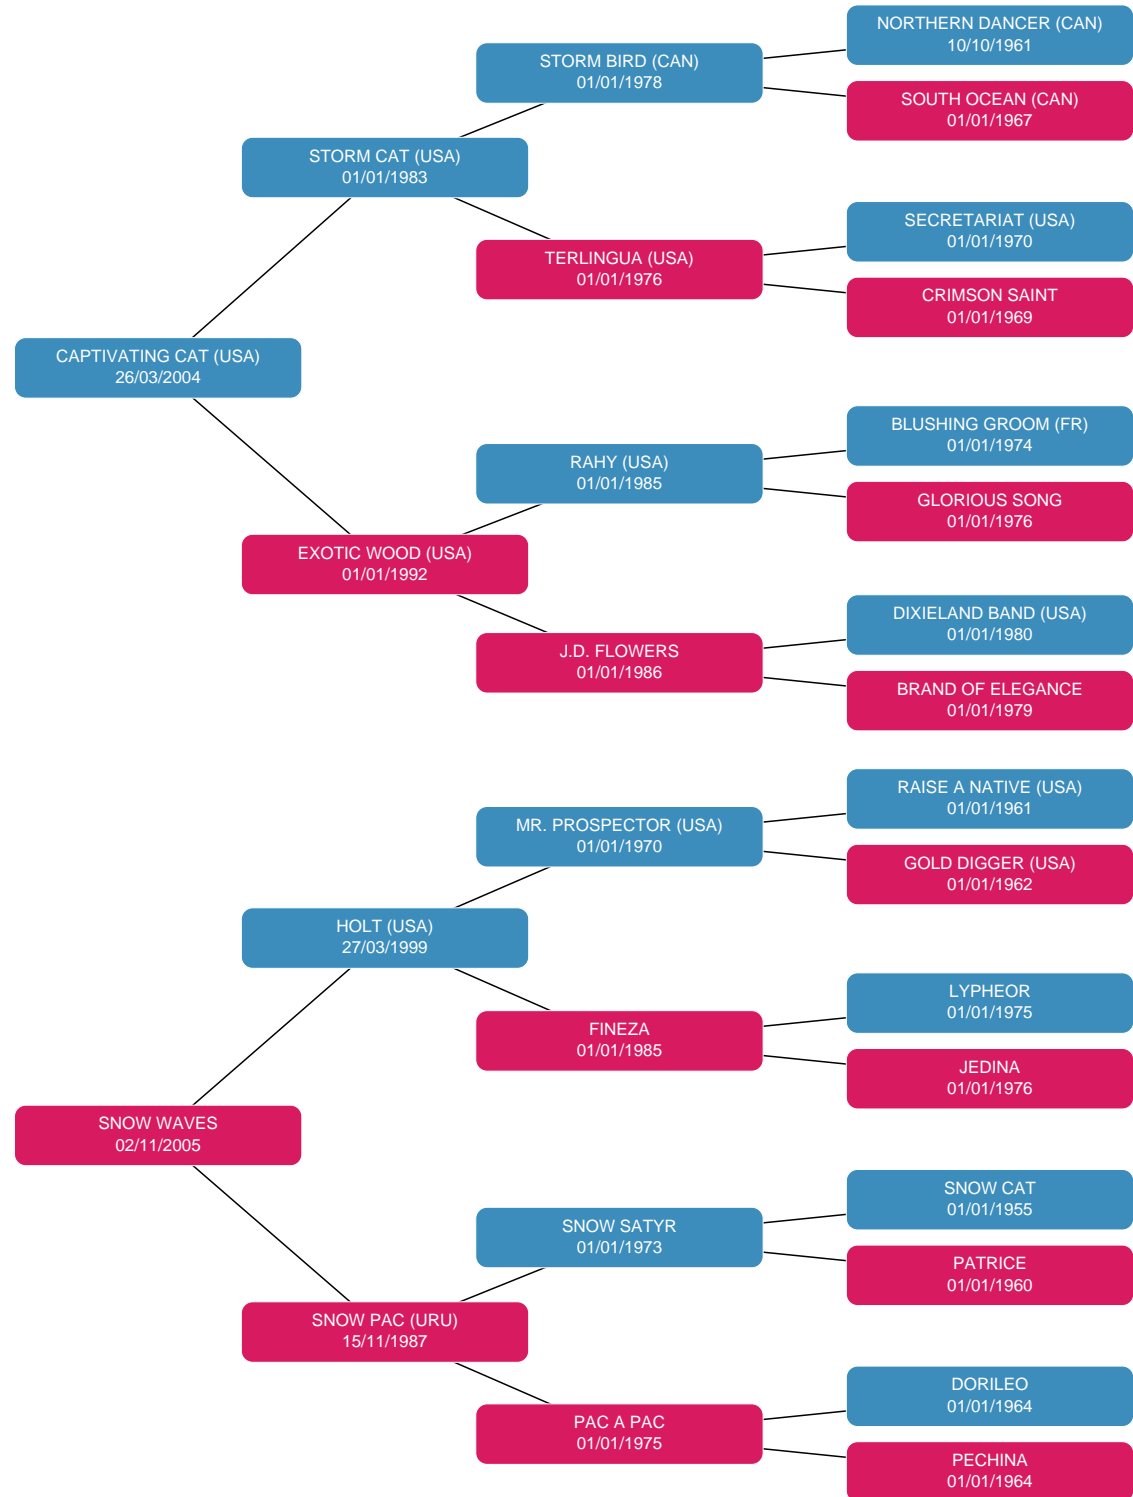 NORTHERN DANCER (CAN)
10/10/1961
STORM BIRD (CAN)
01/01/1978
SOUTH OCEAN (CAN)
01/01/1967
STORM CAT (USA)
01/01/1983
SECRETARIAT (USA)
01/01/1970
TERLINGUA (USA)
01/01/1976
CRIMSON SAINT
01/01/1969
CAPTIVATING CAT (USA)
26/03/2004
BLUSHING GROOM (FR)
01/01/1974
RAHY (USA)
01/01/1985
GLORIOUS SONG
01/01/1976
EXOTIC WOOD (USA)
01/01/1992
DIXIELAND BAND (USA)
01/01/1980
J.D. FLOWERS
01/01/1986
BRAND OF ELEGANCE
01/01/1979
RAISE A NATIVE (USA)
01/01/1961
MR. PROSPECTOR (USA)
01/01/1970
GOLD DIGGER (USA)
01/01/1962
HOLT (USA)
27/03/1999
LYPHEOR
01/01/1975
FINEZA
01/01/1985
JEDINA
01/01/1976
SNOW WAVES
02/11/2005
SNOW CAT
01/01/1955
SNOW SATYR
01/01/1973
PATRICE
01/01/1960
SNOW PAC (URU)
15/11/1987
DORILEO
01/01/1964
PAC A PAC
01/01/1975
PECHINA
01/01/1964